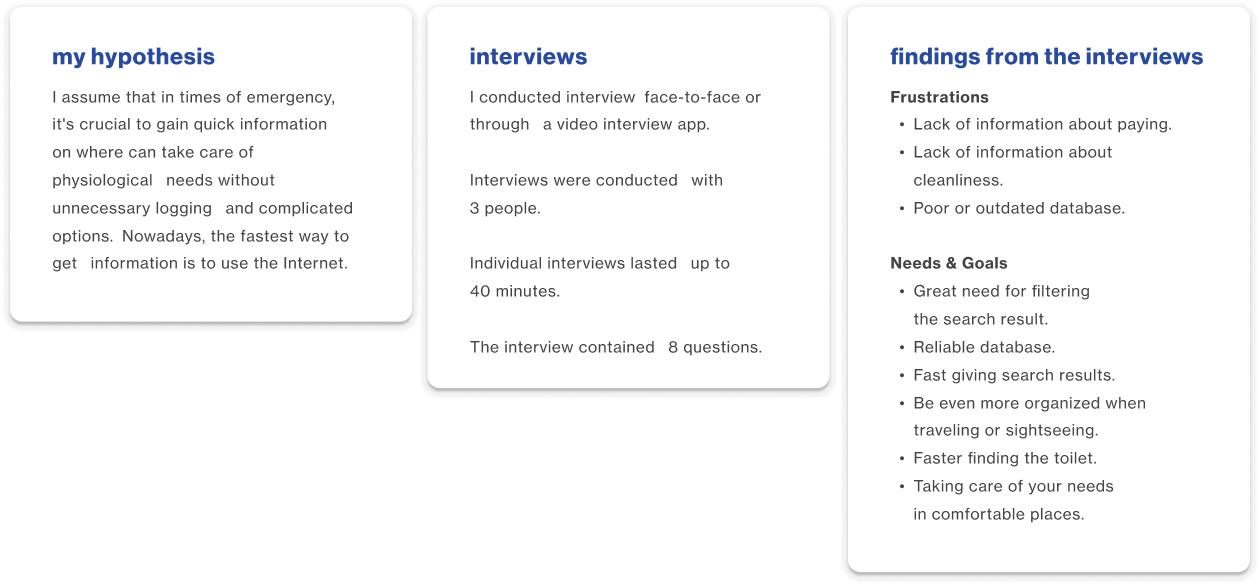 my hypothesis
I assume that in times of emergency,
it's crucial to gain quick information
on where can take care of
physiological needs without
unnecessary logging and complicated
options. Nowadays, the fastest way to
get information is to use the Internet.
interviews
I conducted interview face-to-face or
through a video interview app.
Interviews were conducted with
3 people.
Individual interviews lasted up to
40 minutes.
The interview contained 8 questions.
findings from the interviews
Frustrations
• Lack of information about paying.
• Lack of information about
cleanliness.
• Poor or outdated database.
Needs & Goals
• Great need for filtering
the search result.
• Reliable database.
• Fast giving search results.
• Be even more organized when
traveling or sightseeing.
• Faster finding the toilet.
• Taking care of your needs
in comfortable places.